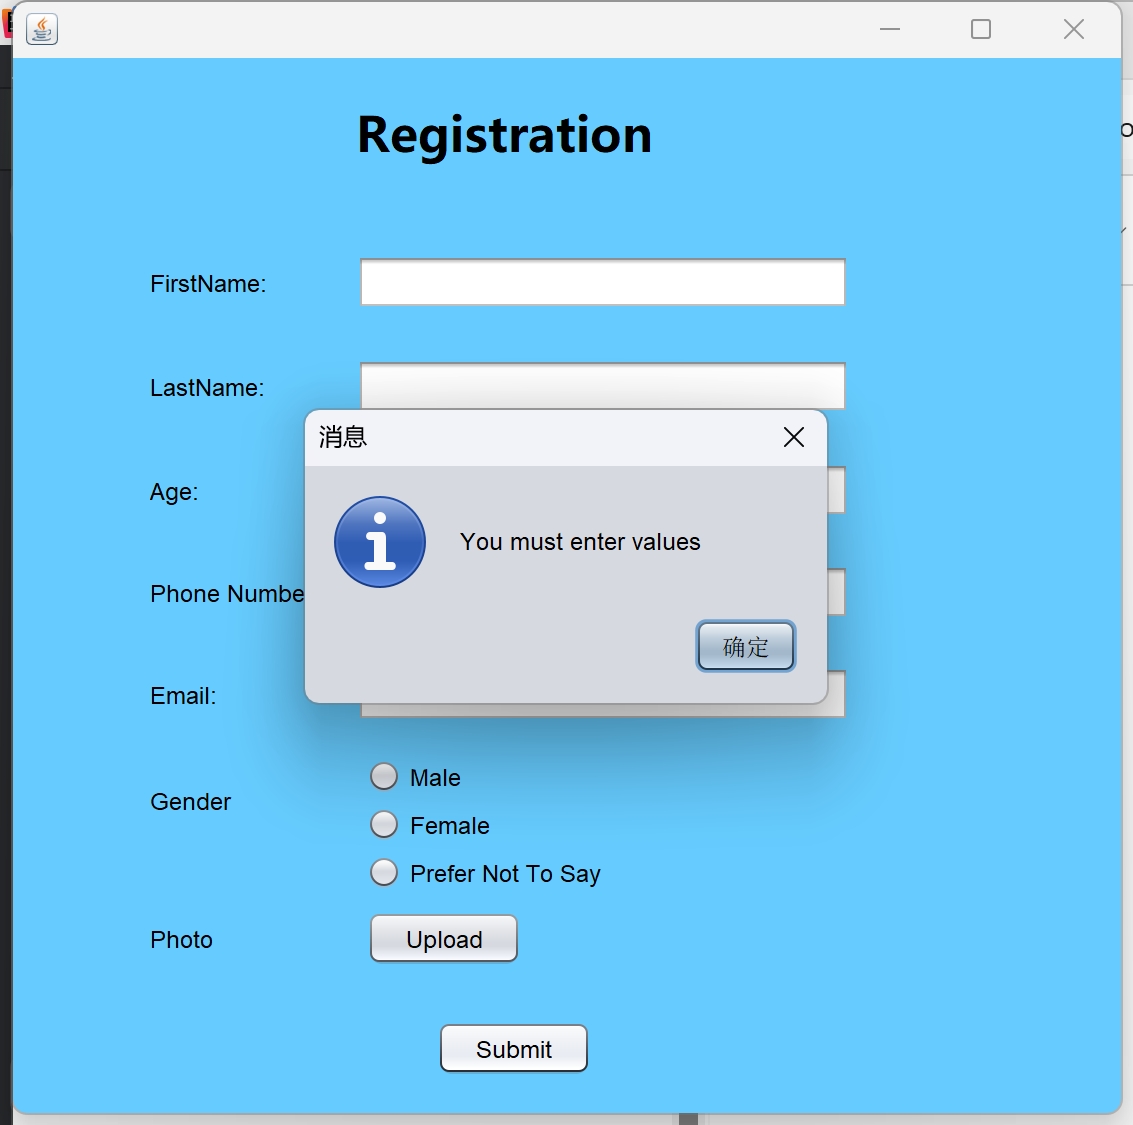 Registration
FirstName:
LastName:
消息
Age:
You must enter values
Phone Numbe
确定
Email:
Gender
Male
Female
Prefer Not To Say
Photo
Upload
Submit